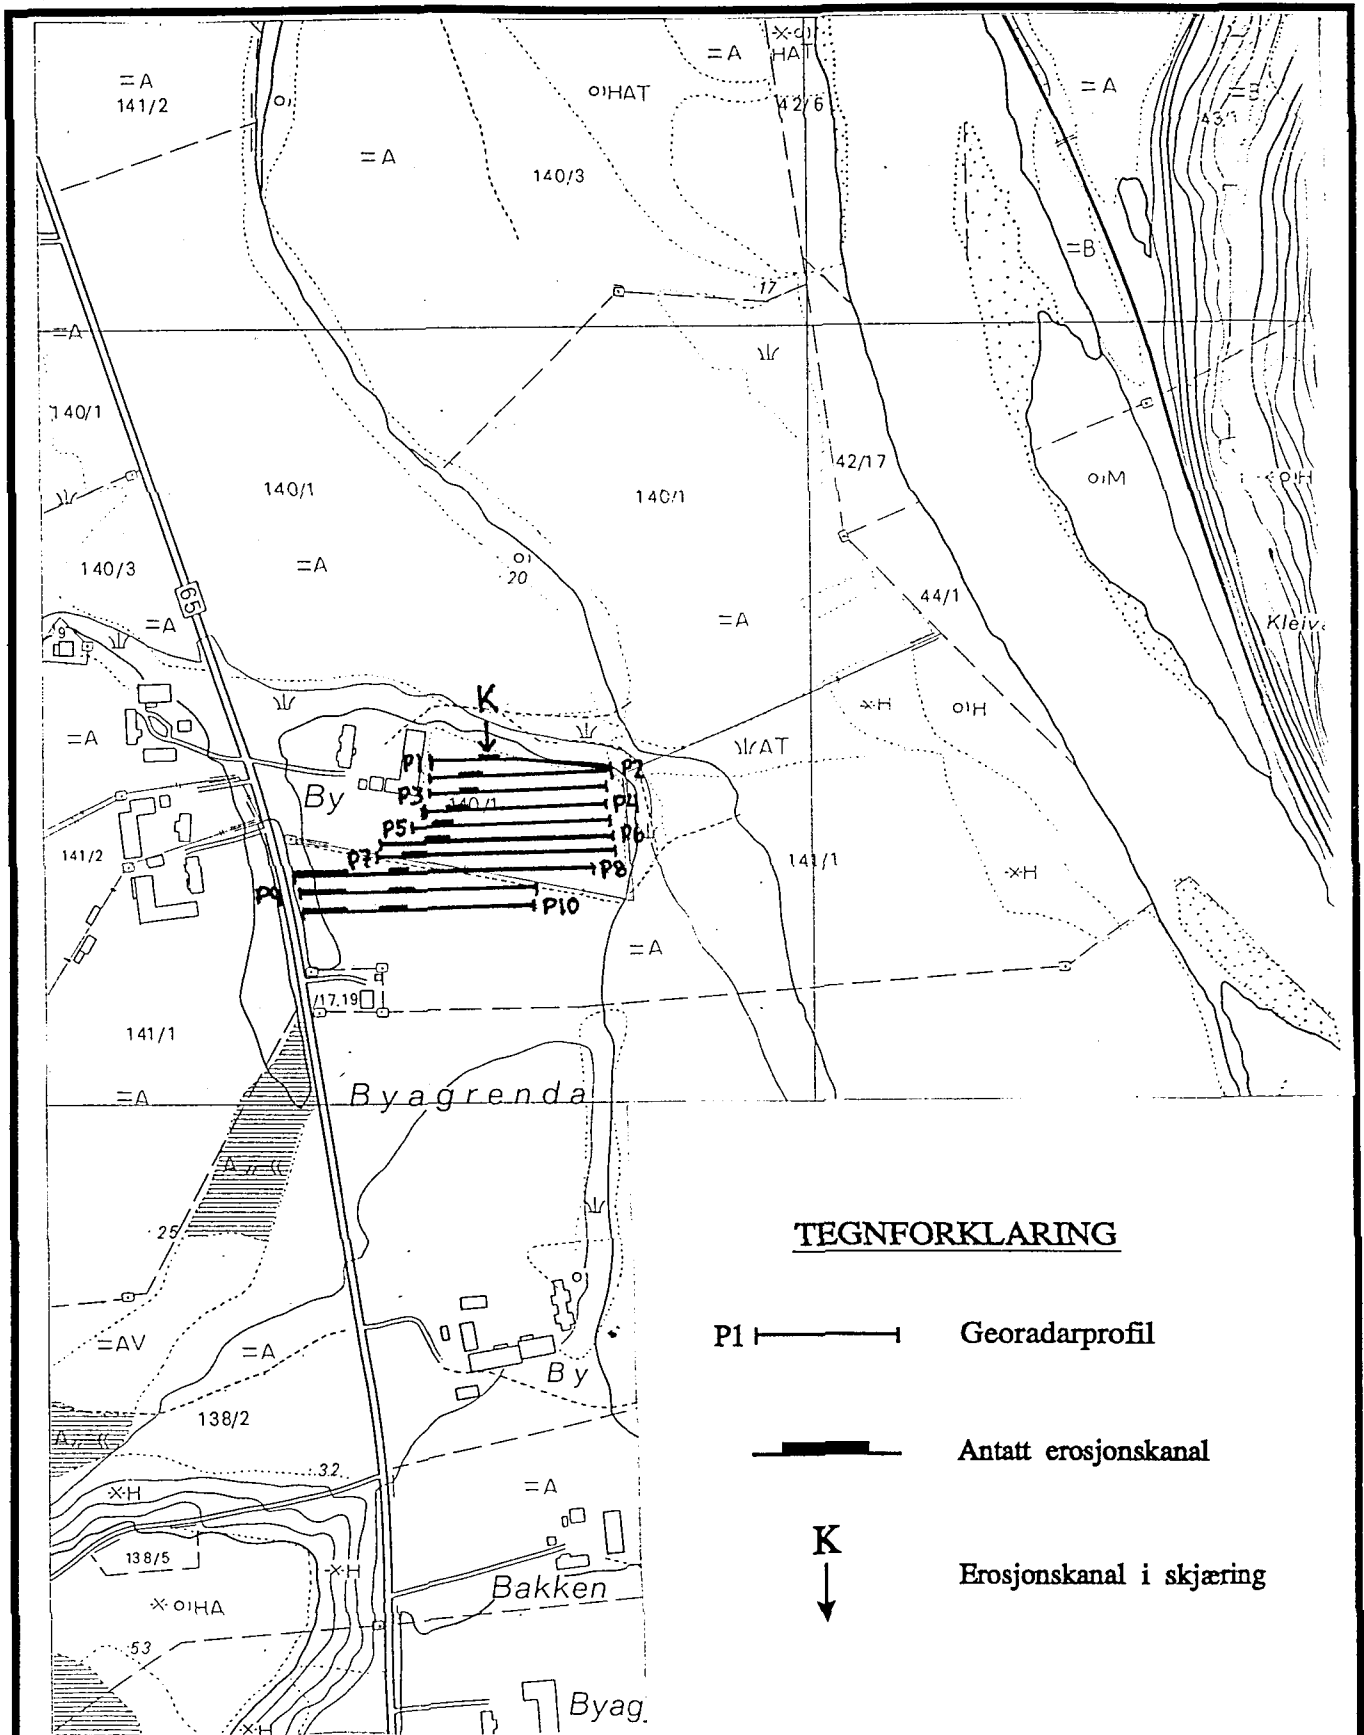 =A
141/2
=A
HAT
140/3
=A
HAT
42/6
=A
=B
43/1
=B
17
=A
140/1
140/1
140/1
42/17
M
H
140/3
=A
20
65
=A
=A
44/1
Kleiv
9
K
H
H
=A
AT
P1
P2
By
P3
140/1
P4
P5
P6
141/2
P7
P8
141/1
H
P9
P10
=A
/17.19
141/1
=A
Byagrenda
A
25
TEGNFORKLARING
=AV
=A
P1
Georadarprofil
By
138/2
A
Antatt erosjonskanal
32
H
=A
K
138/5
H
Erosjonskanal i skjæring
Bakken
HA
53
Byag
H